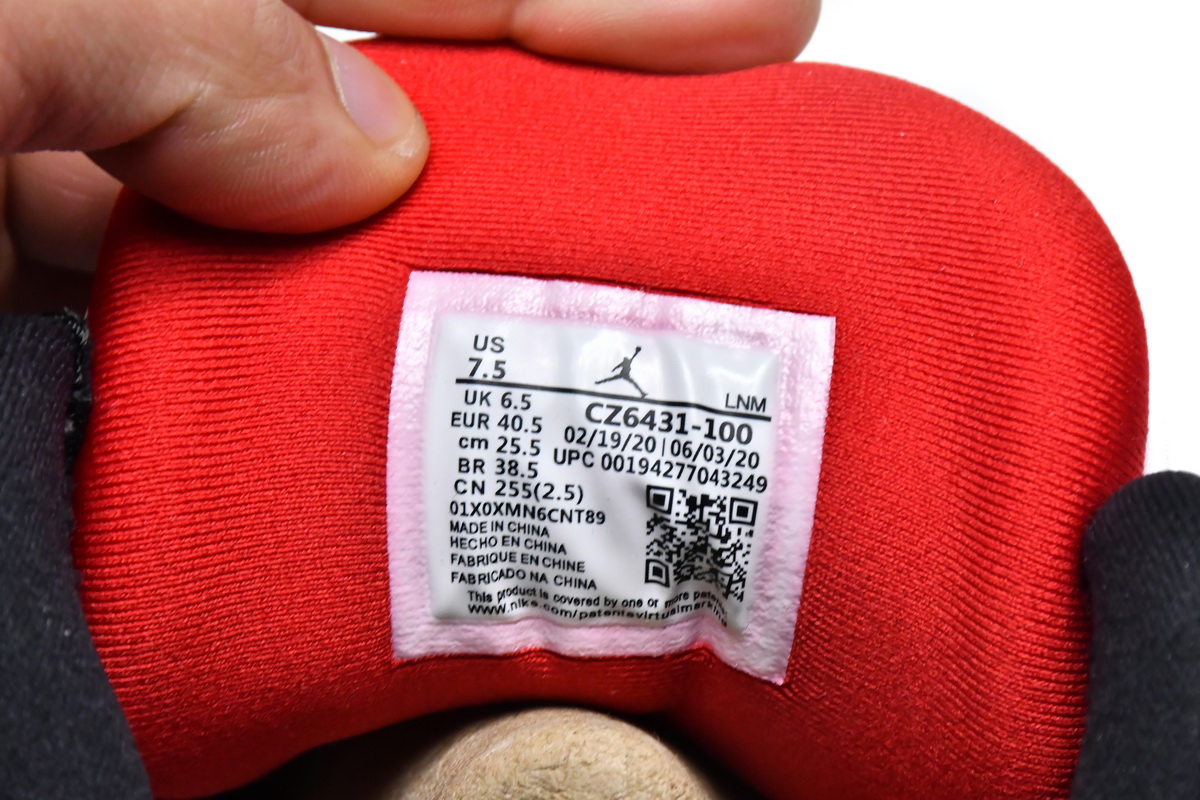 US
7.5
LNM
UK 6.5
CZ6431-100
EUR 40.5
02/19/20 | 06/03/20
cm 25.5
UPC 00194277043249
BR 38.5
CN 255(2.5)
01X0XMN6CNT89
MADE IN CHINA
HECHO EN CHINA
FABRIQUE EN CHINE
FABRICADO NA CHINA
This product is covered by one or more
www.nike.com/patentsvirtualmarking